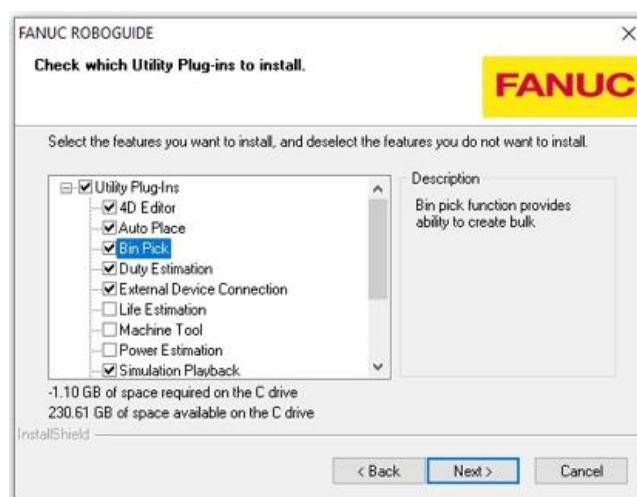 FANUC ROBOGUIDE
Check which Utility Plug-ins to install.
FANUC
Select the features you want to install, and deselect the features you do not want to install.
Utility Plug-Ins
4D Editor
Auto Place
Bin Pick
Duty Estimation
External Device Connection
Life Estimation
Machine Tool
Power Estimation
Simulation Playback
Description
Bin pick function provides
ability to create bulk
-1.10 GB of space required on the C drive
230.61 GB of space available on the C drive
InstallShield
< Back
Next >
Cancel